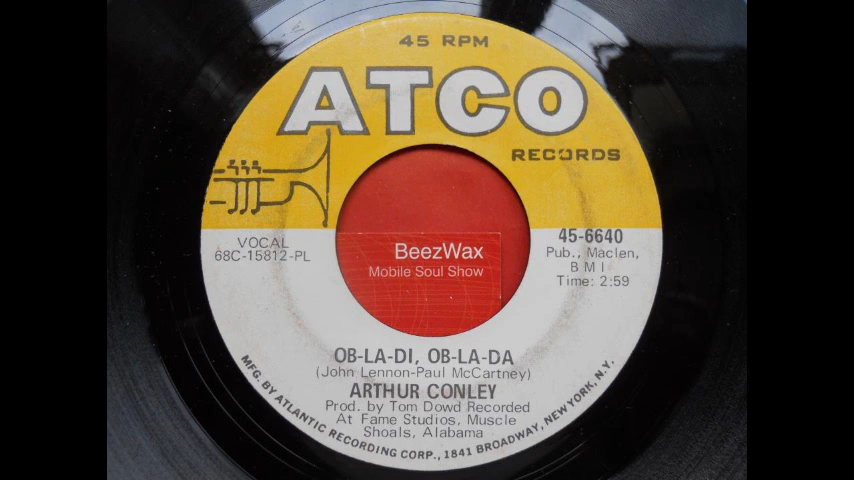 45 RPM
ATCO
RECORDS
VOCAL
68C-15812-PL
45-6640
Pub., Maclen,
B M I
Time: 2:59
BeezWax
Mobile Soul Show
OB-LA-DI, OB-LA-DA
(John Lennon-Paul McCartney)
ARTHUR CONLEY
Prod. by Tom Dowd Recorded
At Fame Studios, Muscle
Shoals, Alabama
MFG. BY ATLANTIC RECORDING CORP., 1841 BROADWAY, NEW YORK, N.Y.